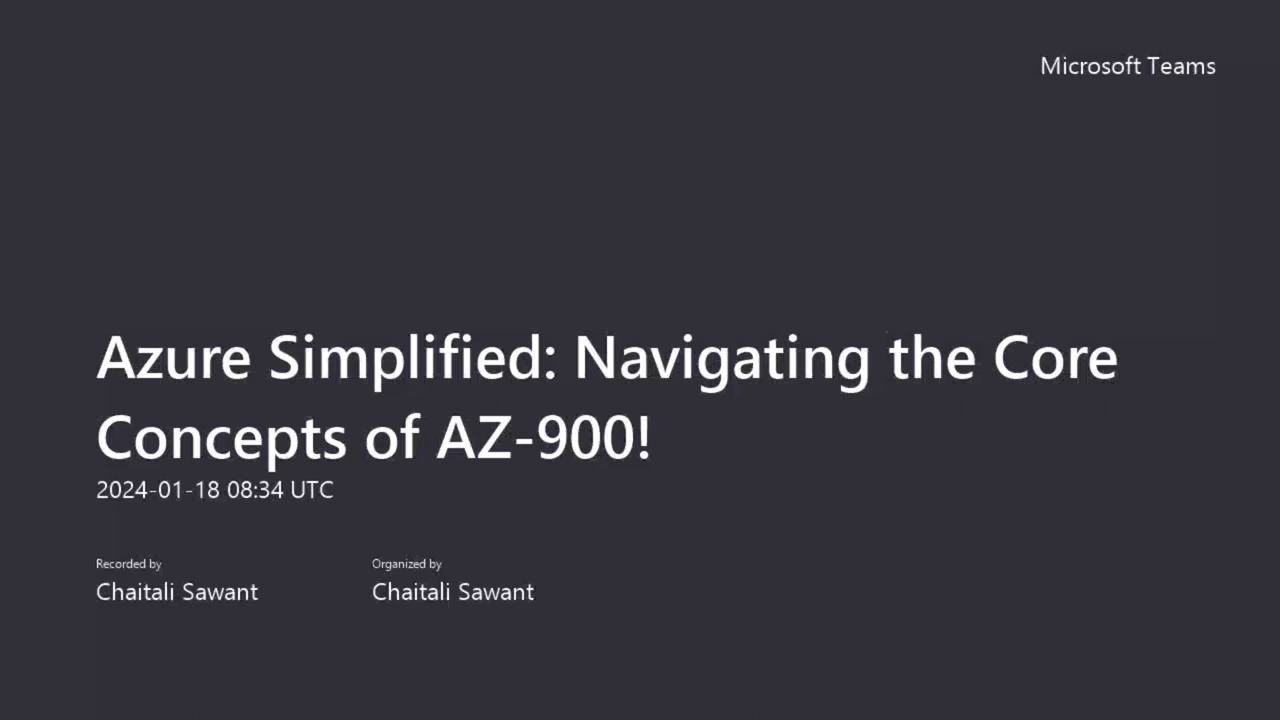 Microsoft Teams
Azure Simplified: Navigating the Core
Concepts of AZ-900!
2024-01-18 08:34 UTC
Recorded by
Chaitali Sawant
Organized by
Chaitali Sawant